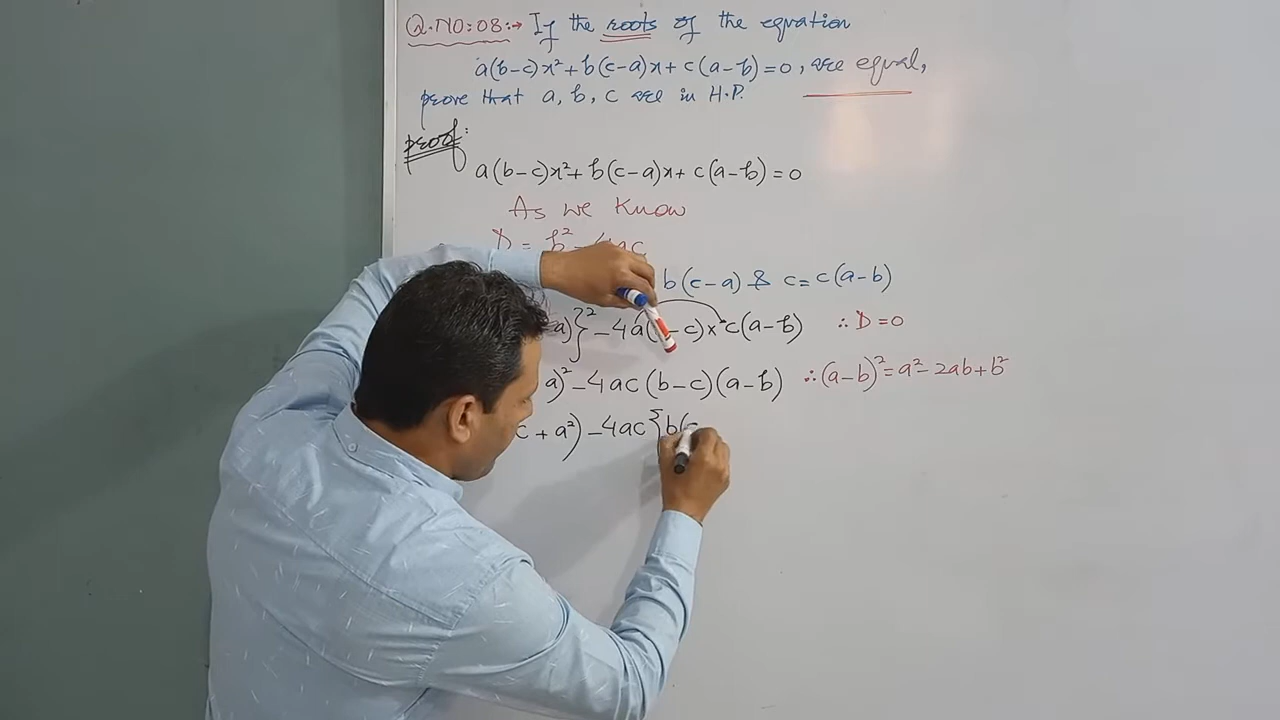 Q.NO:08:→ If the roots of the equation
a(b-c)x²+b(c-a)x+c(a-b)=0, are equal,
prove that a, b, c are in H.P.
proof:
a(b-c)x²+b(c-a)x+c(a-b)=0
As we know
D = b²-4ac
b(c-a) & c=c(a-b)
a)}²-4a(-c)×c(a-b) ∴D=0
a)²-4ac(b-c)(a-b) ∴(a-b)²=a²-2ab+b²
c+a²)-4ac{b(